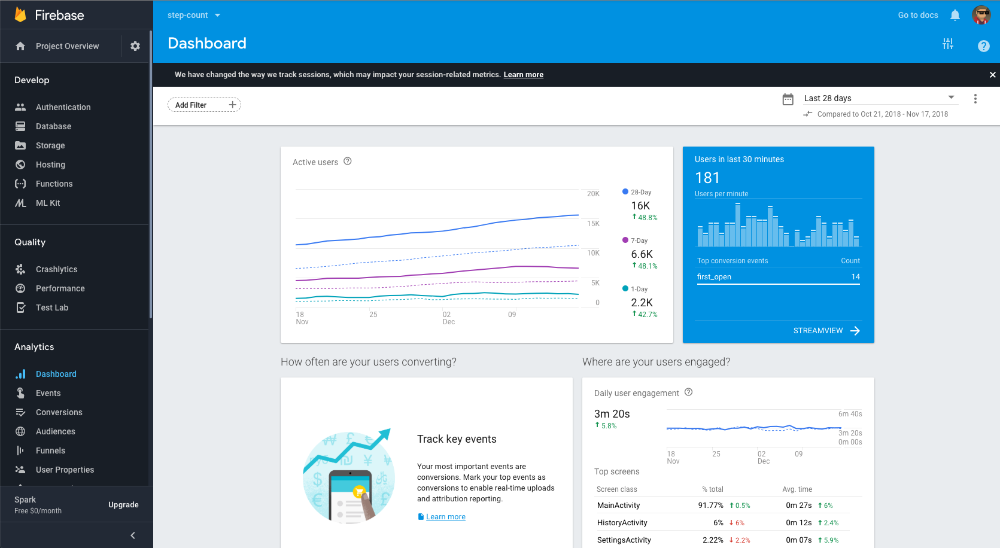 Firebase
Project Overview
Develop
Authentication
Database
Storage
Hosting
Functions
ML Kit
Quality
Crashlytics
Performance
Test Lab
Analytics
Dashboard
Events
Conversions
Audiences
Funnels
User Properties
Spark
Free $0/month
Upgrade
step-count
Go to docs
Dashboard
We have changed the way we track sessions, which may impact your session-related metrics. Learn more
Add Filter
Last 28 days
Compared to Oct 21, 2018 - Nov 17, 2018
Active users
20K
15K
10K
5K
0
18 25 02 09
Nov Dec
28-Day
16K
48.8%
7-Day
6.6K
48.1%
1-Day
2.2K
42.7%
Users in last 30 minutes
181
Users per minute
Top conversion events Count
first_open 14
STREAMVIEW
How often are your users converting?
Track key events
Your most important events are
conversions. Mark your top events as
conversions to enable real-time uploads
and attribution reporting.
Learn more
Where are your users engaged?
Daily user engagement
3m 20s
5.8%
6m 40s
3m 20s
0m 00s
18 25 02 09
Nov Dec
Top screens
Screen class % total Avg. time
MainActivity 91.77% 0.5% 0m 27s 6%
HistoryActivity 6% 6% 0m 12s 2.4%
SettingsActivity 2.22% 2.2% 0m 07s 5.9%